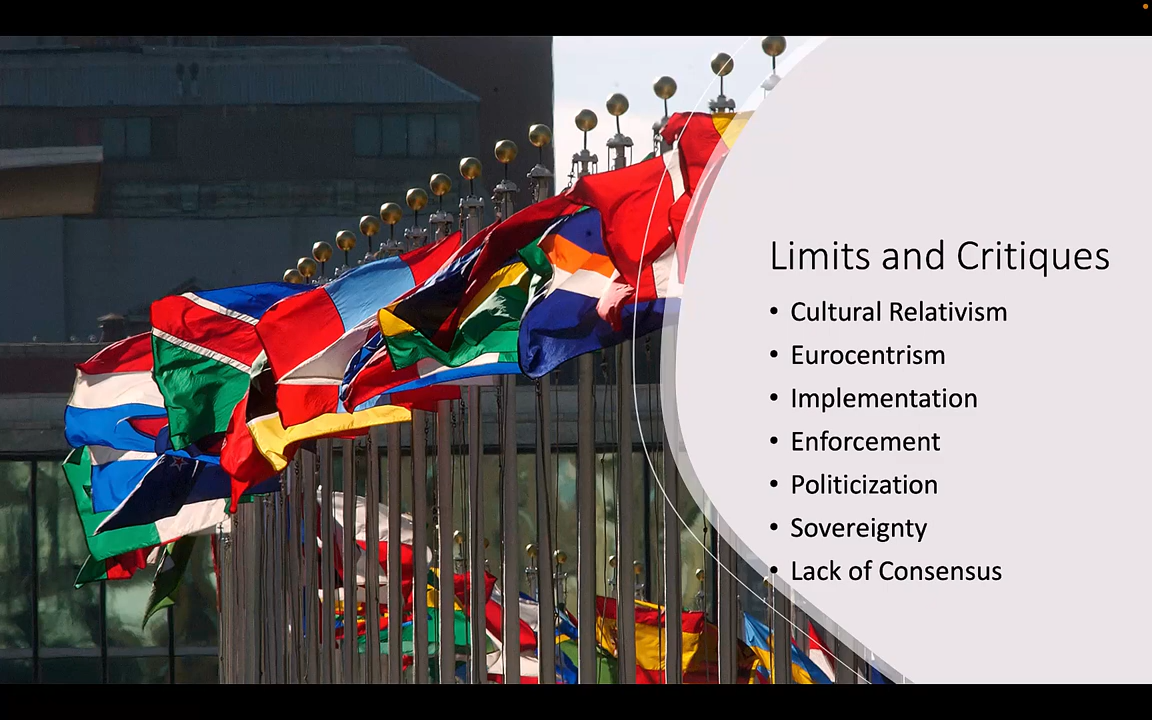 Limits and Critiques
• Cultural Relativism
• Eurocentrism
• Implementation
• Enforcement
• Politicization
• Sovereignty
• Lack of Consensus